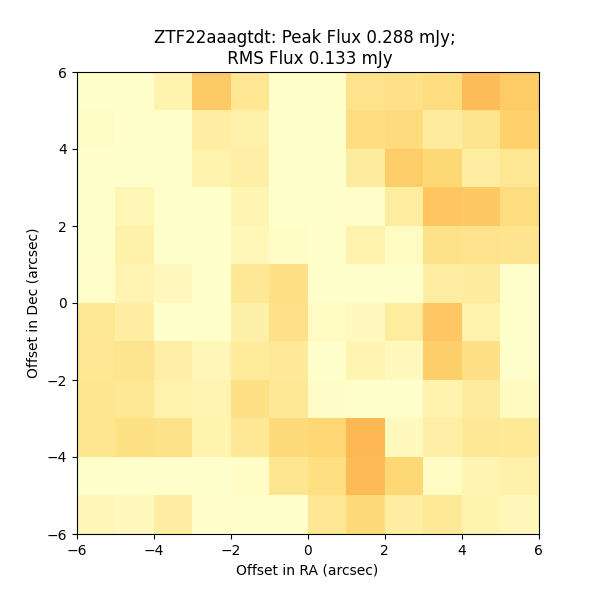 ZTF22aaagtdt: Peak Flux 0.288 mJy;
RMS Flux 0.133 mJy
6
4
2
0
−2
−4
−6
Offset in Dec (arcsec)
−6 −4 −2 0 2 4 6
Offset in RA (arcsec)